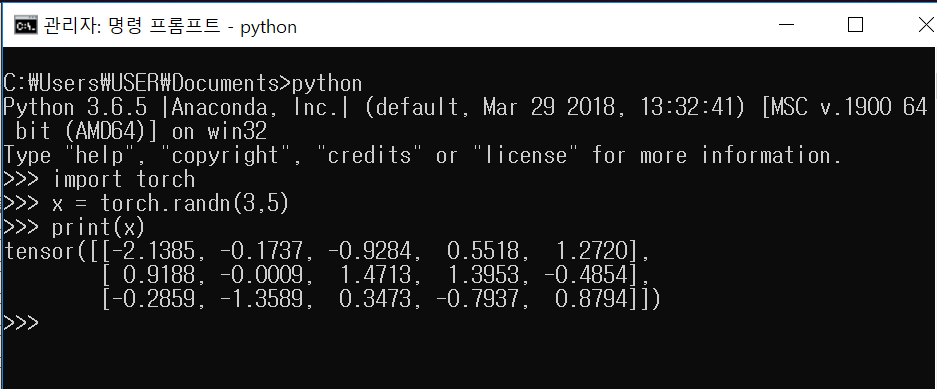 관리자: 명령 프롬프트 - python
C:₩Users₩USER₩Documents>python
Python 3.6.5 |Anaconda, Inc.| (default, Mar 29 2018, 13:32:41) [MSC v.1900 64
 bit (AMD64)] on win32
Type "help", "copyright", "credits" or "license" for more information.
>>> import torch
>>> x = torch.randn(3,5)
>>> print(x)
tensor([[-2.1385, -0.1737, -0.9284,  0.5518,  1.2720],
        [ 0.9188, -0.0009,  1.4713,  1.3953, -0.4854],
        [-0.2859, -1.3589,  0.3473, -0.7937,  0.8794]])
>>>